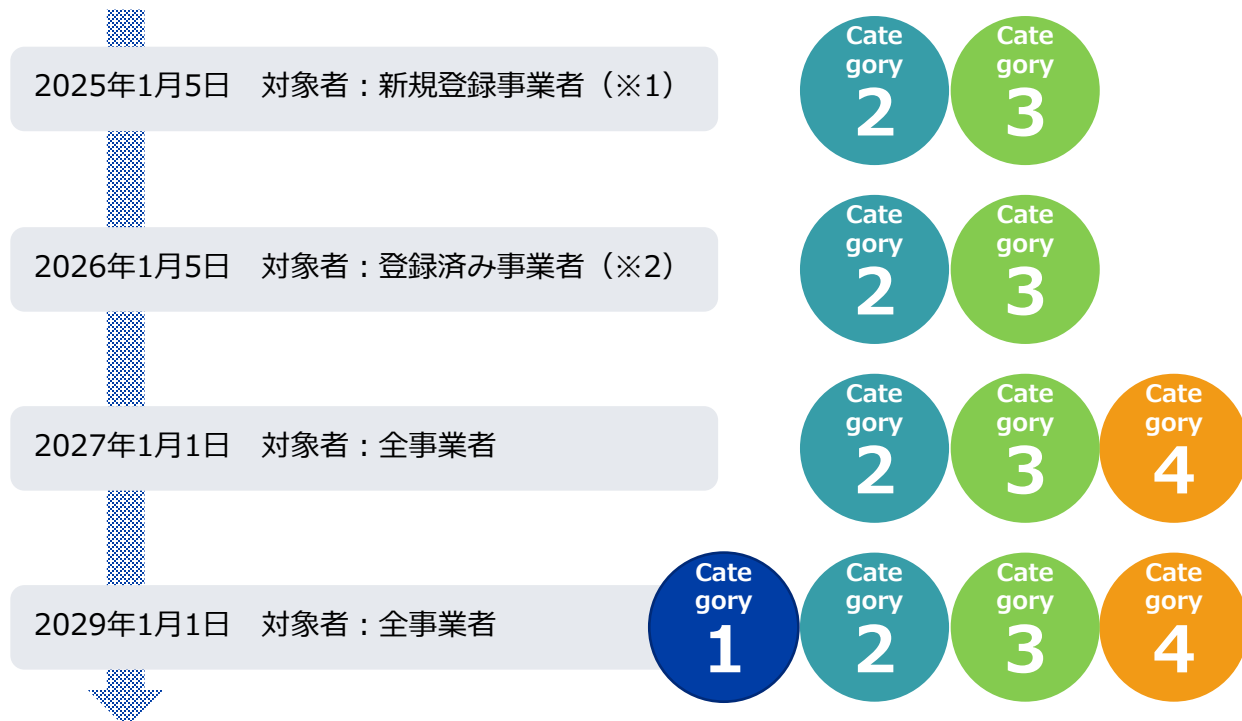 2025年1月5日　対象者：新規登録事業者（※1）
Cate
gory
2
Cate
gory
3
2026年1月5日　対象者：登録済み事業者（※2）
Cate
gory
2
Cate
gory
3
2027年1月1日　対象者：全事業者
Cate
gory
2
Cate
gory
3
Cate
gory
4
2029年1月1日　対象者：全事業者
Cate
gory
1
Cate
gory
2
Cate
gory
3
Cate
gory
4